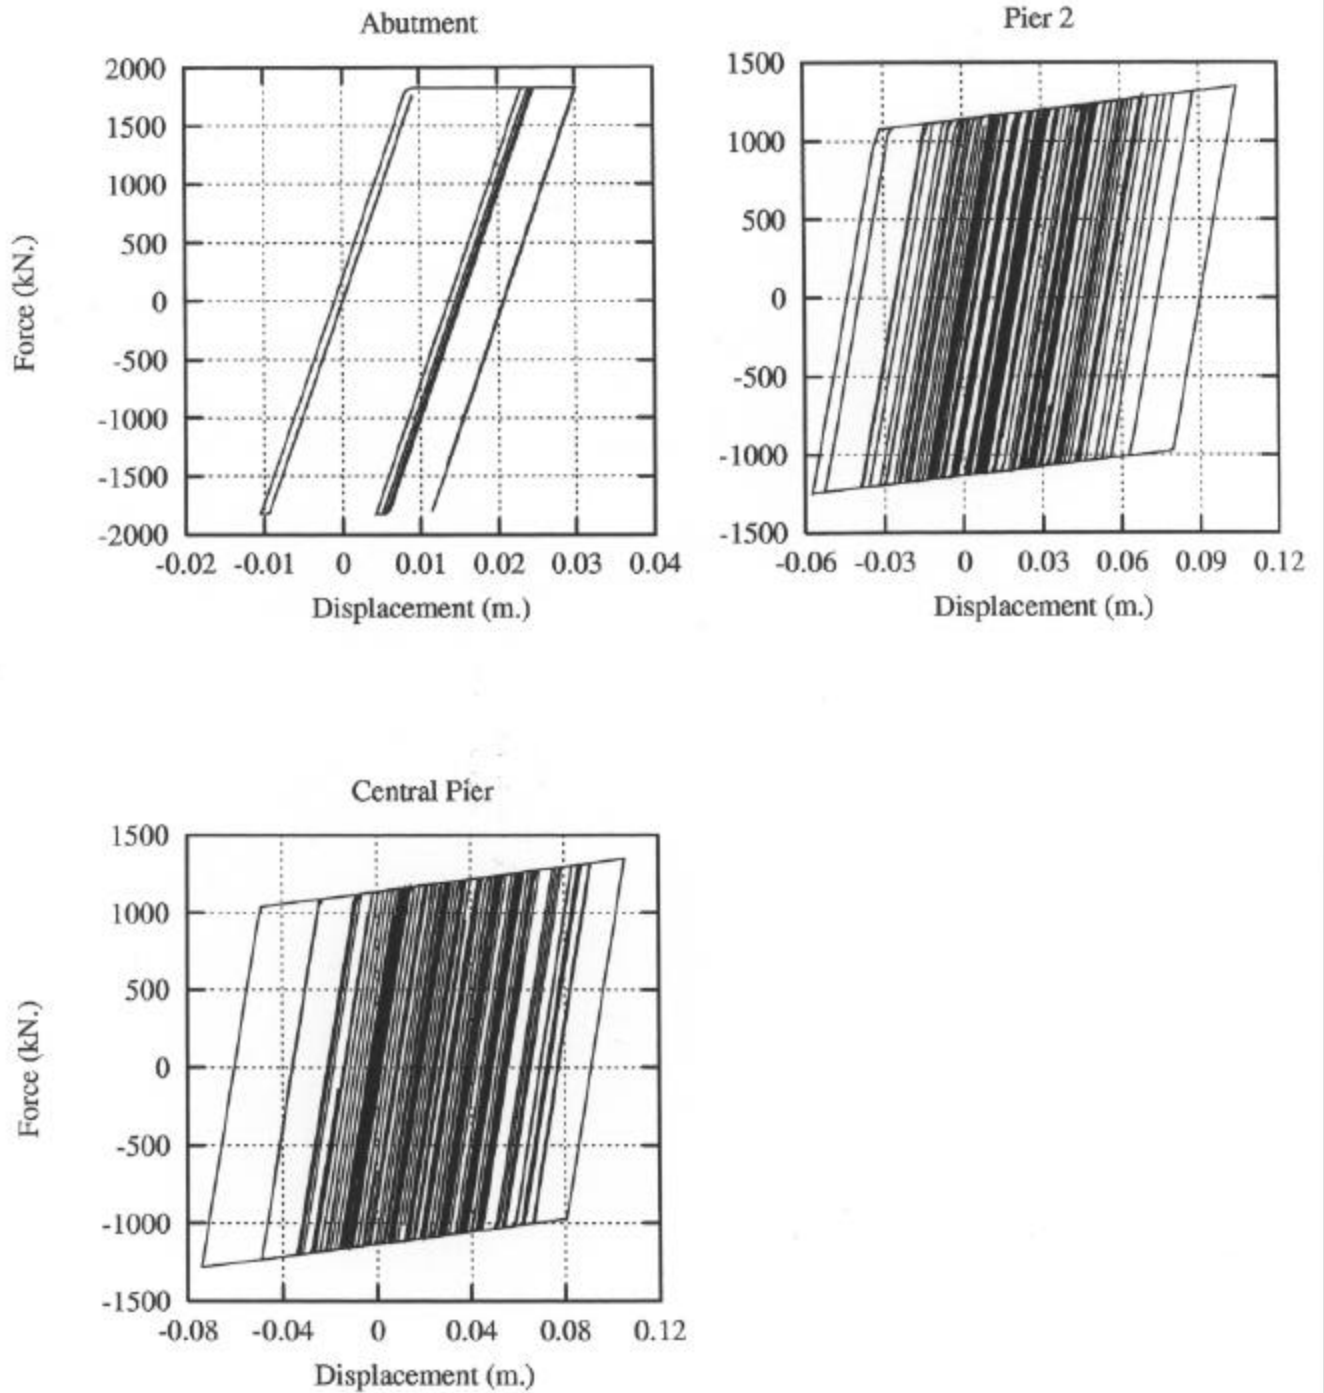 Abutment
2000
1500
1000
500
0
-500
-1000
-1500
-2000
-0.02 -0.01 0 0.01 0.02 0.03 0.04
Displacement (m.)
Force (kN.)
Pier 2
1500
1000
500
0
-500
-1000
-1500
-0.06 -0.03 0 0.03 0.06 0.09 0.12
Displacement (m.)
Central Pier
1500
1000
500
0
-500
-1000
-1500
-0.08 -0.04 0 0.04 0.08 0.12
Displacement (m.)
Force (kN.)